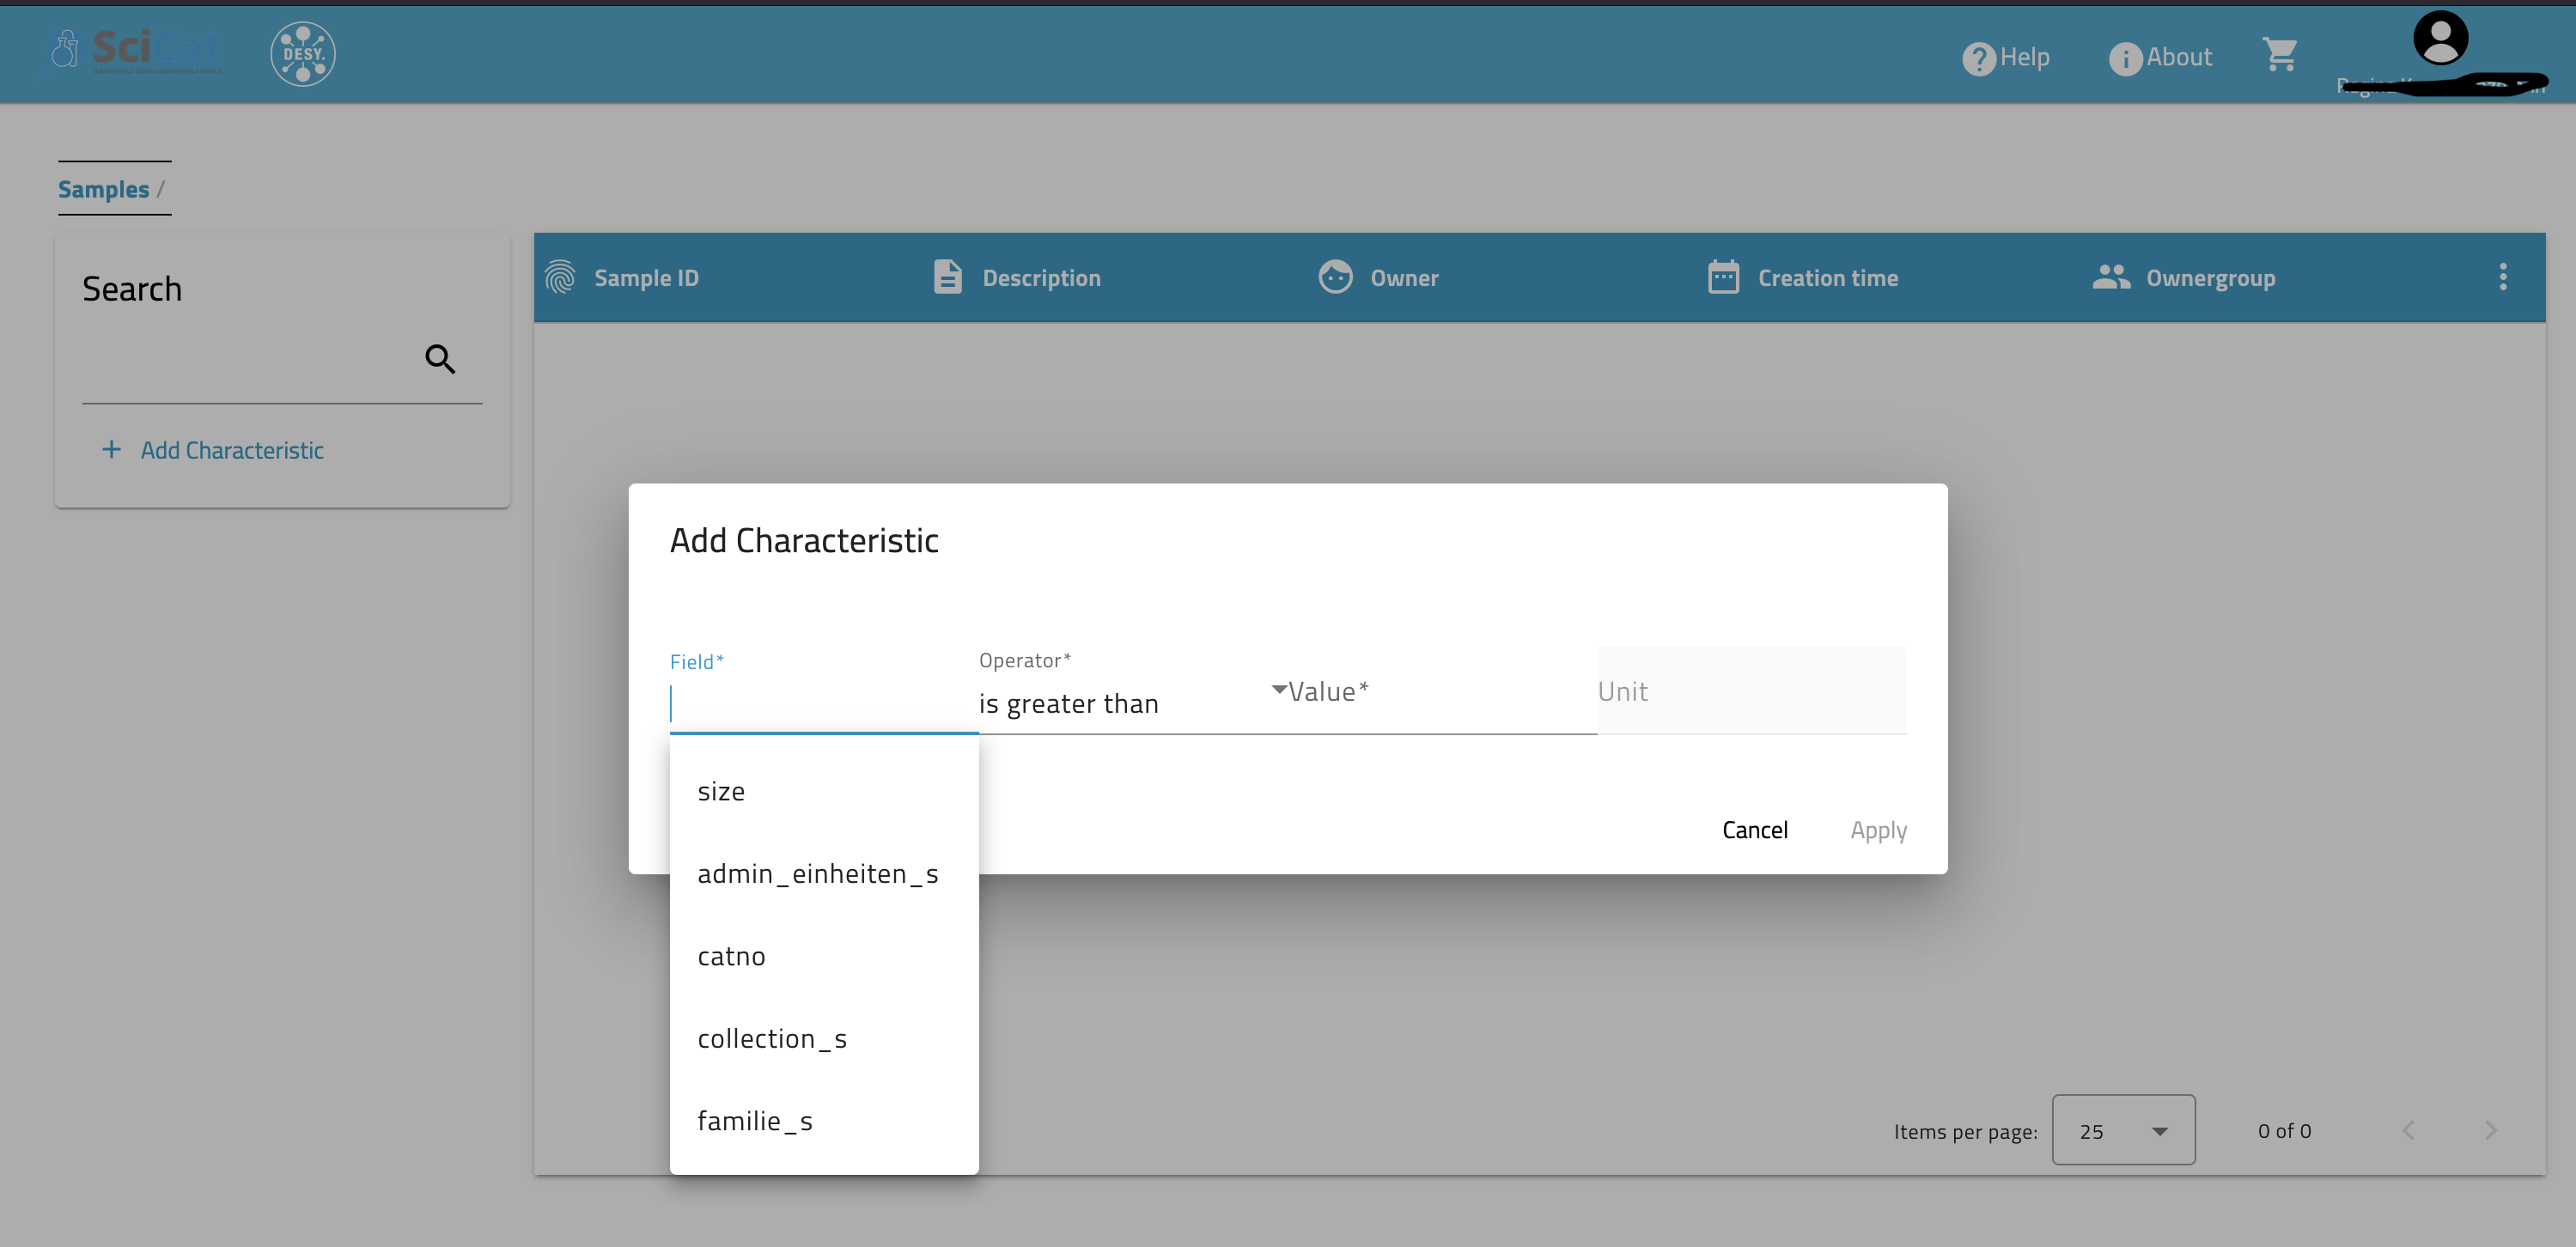 SciCat
DESY.
Help
About
Samples /
Search
Add Characteristic
Sample ID
Description
Owner
Creation time
Ownergroup
Add Characteristic
Field*
Operator*
is greater than
Value*
Unit
size
admin_einheiten_s
catno
collection_s
familie_s
Cancel
Apply
Items per page:
25
0 of 0